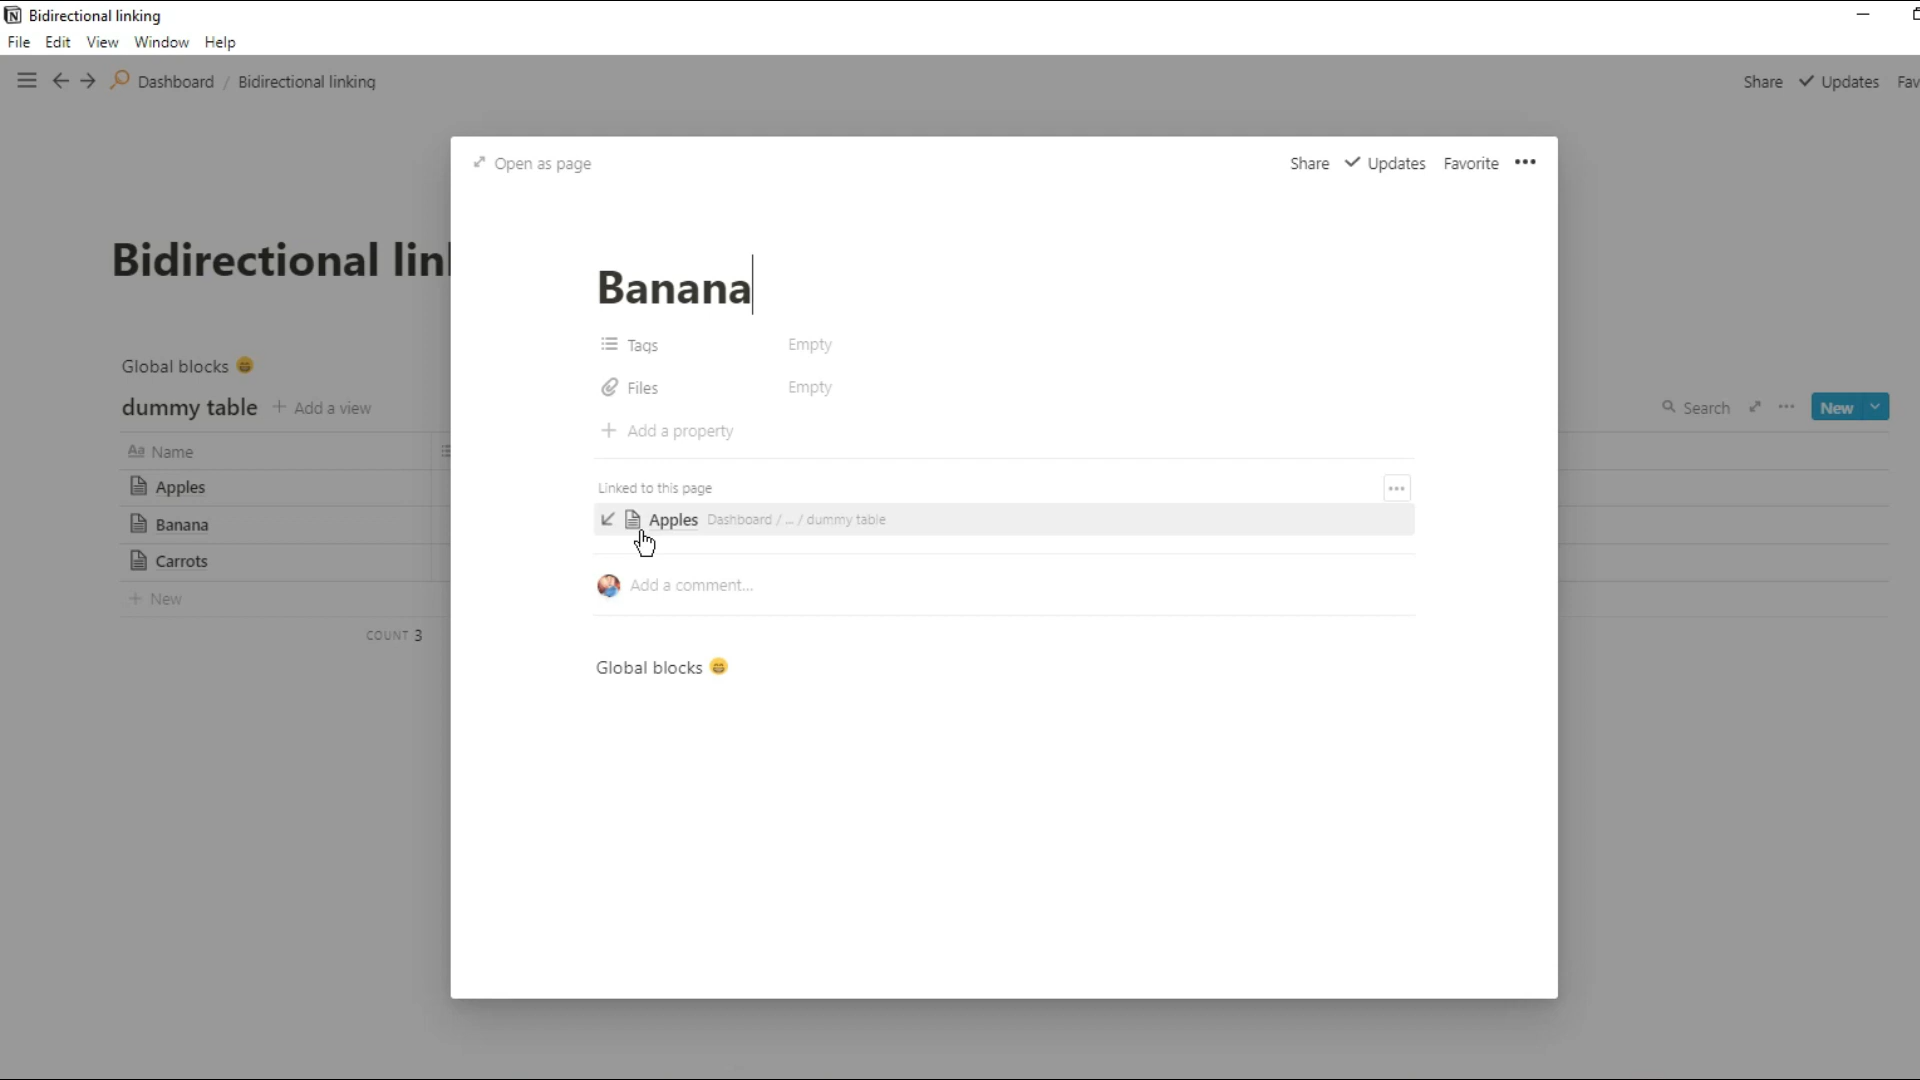 Bidirectional linking
File Edit View Window Help
Dashboard / Bidirectional linking
Share Updates Fav
Open as page
Share Updates Favorite •••
Bidirectional lin
Banana
Tags Empty
Files Empty
+ Add a property
Global blocks 😄
dummy table + Add a view
Search ••• New
Aa Name
Apples
Banana
Carrots
+ New
COUNT 3
Linked to this page •••
Apples Dashboard / ... / dummy table
Add a comment...
Global blocks 😄